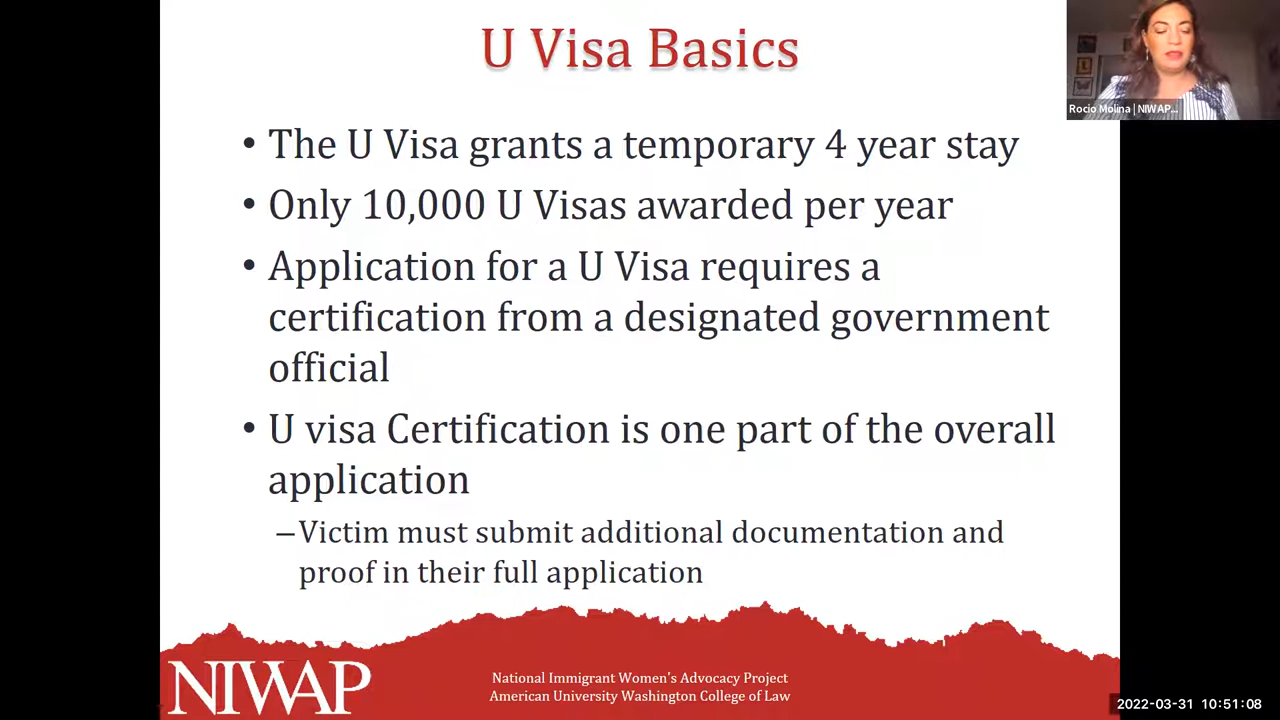 U Visa Basics
Rocio Molina | NIWAP...
• The U Visa grants a temporary 4 year stay
• Only 10,000 U Visas awarded per year
• Application for a U Visa requires a
certification from a designated government
official
• U visa Certification is one part of the overall
application
–Victim must submit additional documentation and
proof in their full application
NIWAP
National Immigrant Women's Advocacy Project
American University Washington College of Law
2022-03-31 10:51:08